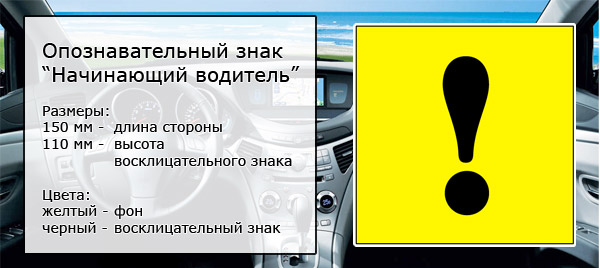 Опознавательный знак
“Начинающий водитель”
Размеры:
150 мм - длина стороны
110 мм - высота
восклицательного знака
Цвета:
желтый - фон
черный - восклицательный знак
!